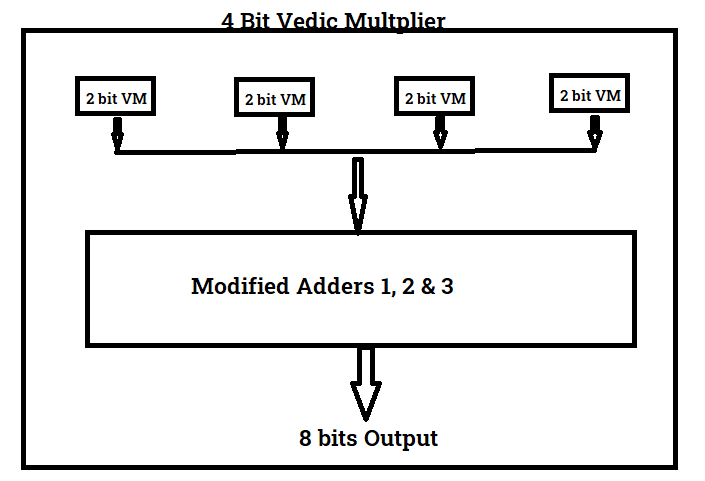 4 Bit Vedic Multplier
2 bit VM
2 bit VM
2 bit VM
2 bit VM
Modified Adders 1, 2 & 3
8 bits Output